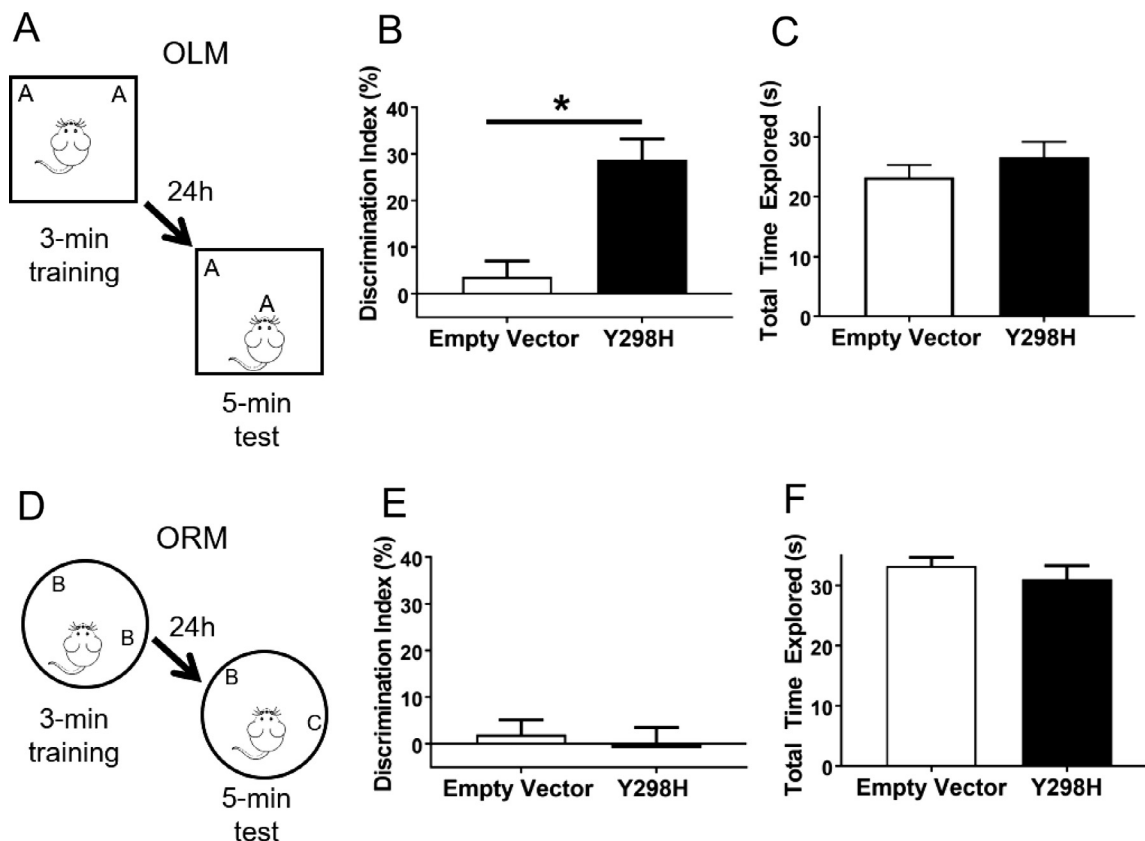 A
OLM
A A
3-min
training
24h
A
A
5-min
test
B
Discrimination Index (%)
40
30
20
10
0
*
Empty Vector Y298H
C
Total Time Explored (s)
30
20
10
0
Empty Vector Y298H
D
ORM
B
B
3-min
training
24h
B
C
5-min
test
E
Discrimination Index (%)
40
30
20
10
0
Empty Vector Y298H
F
Total Time Explored (s)
30
20
10
0
Empty Vector Y298H